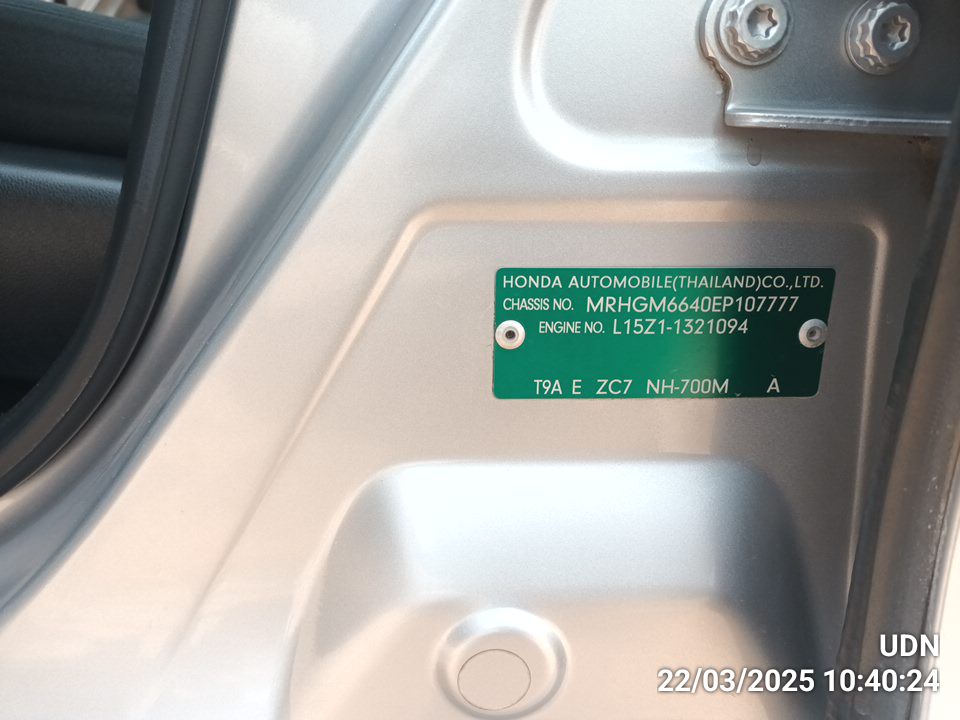 HONDA AUTOMOBILE(THAILAND)CO.,LTD.
CHASSIS NO. MRHGM6640EP107777
ENGINE NO. L15Z1-1321094
T9A E ZC7 NH-700M A
UDN
22/03/2025 10:40:24